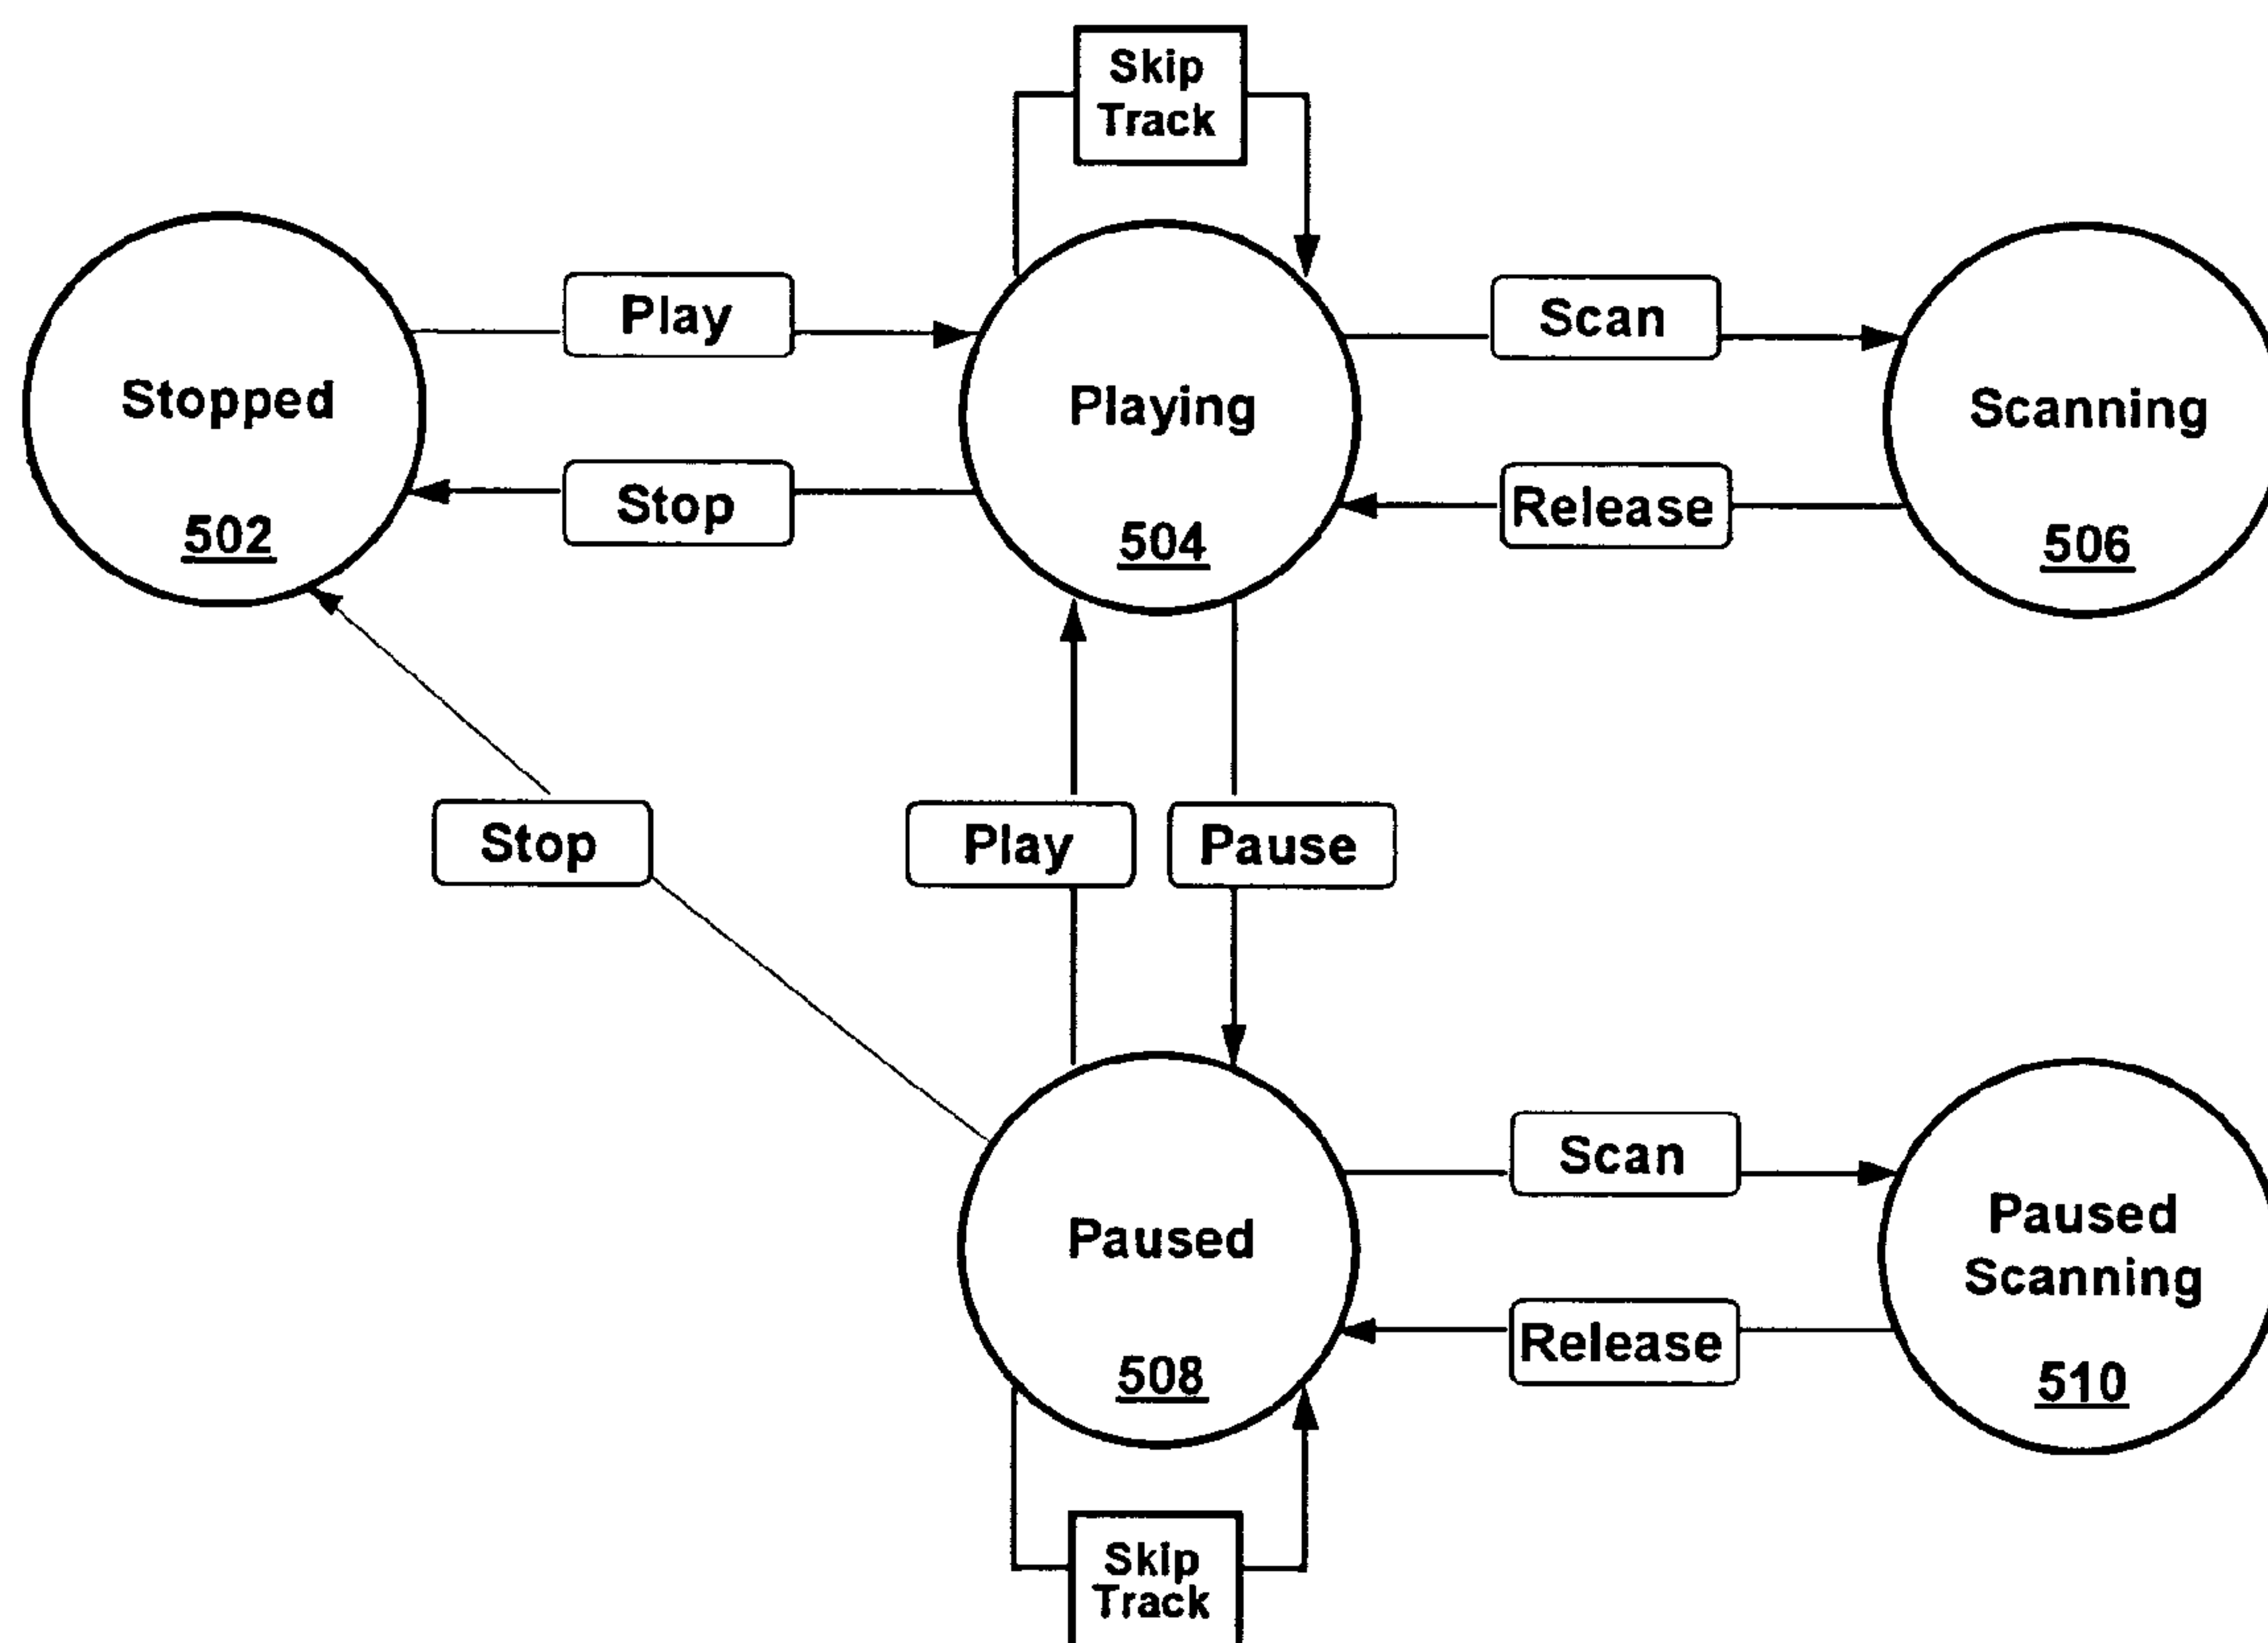 Skip
Track
Play
Scan
Stopped
Playing
Scanning
Stop
Release
502
504
506
Stop
Play
Pause
Scan
Paused
Paused
Scanning
Release
508
510
Skip
Track